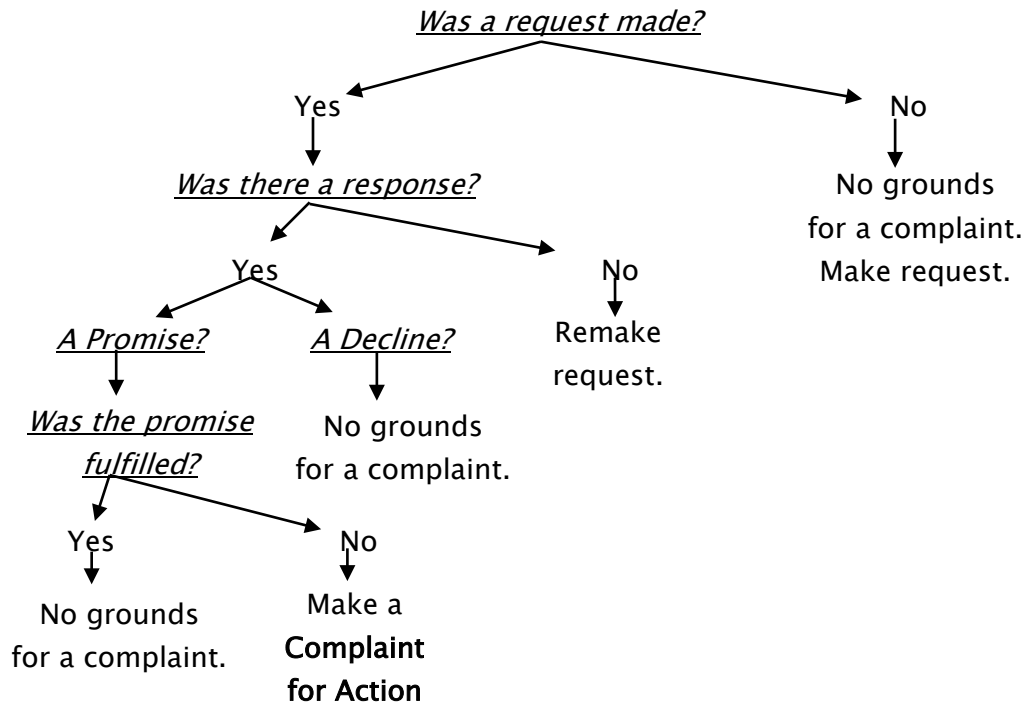 Was a request made?
Yes
No
Was there a response?
No grounds
for a complaint.
Make request.
Yes
No
A Promise?
A Decline?
Remake
request.
Was the promise
fulfilled?
No grounds
for a complaint.
Yes
No
No grounds
for a complaint.
Make a
Complaint
for Action